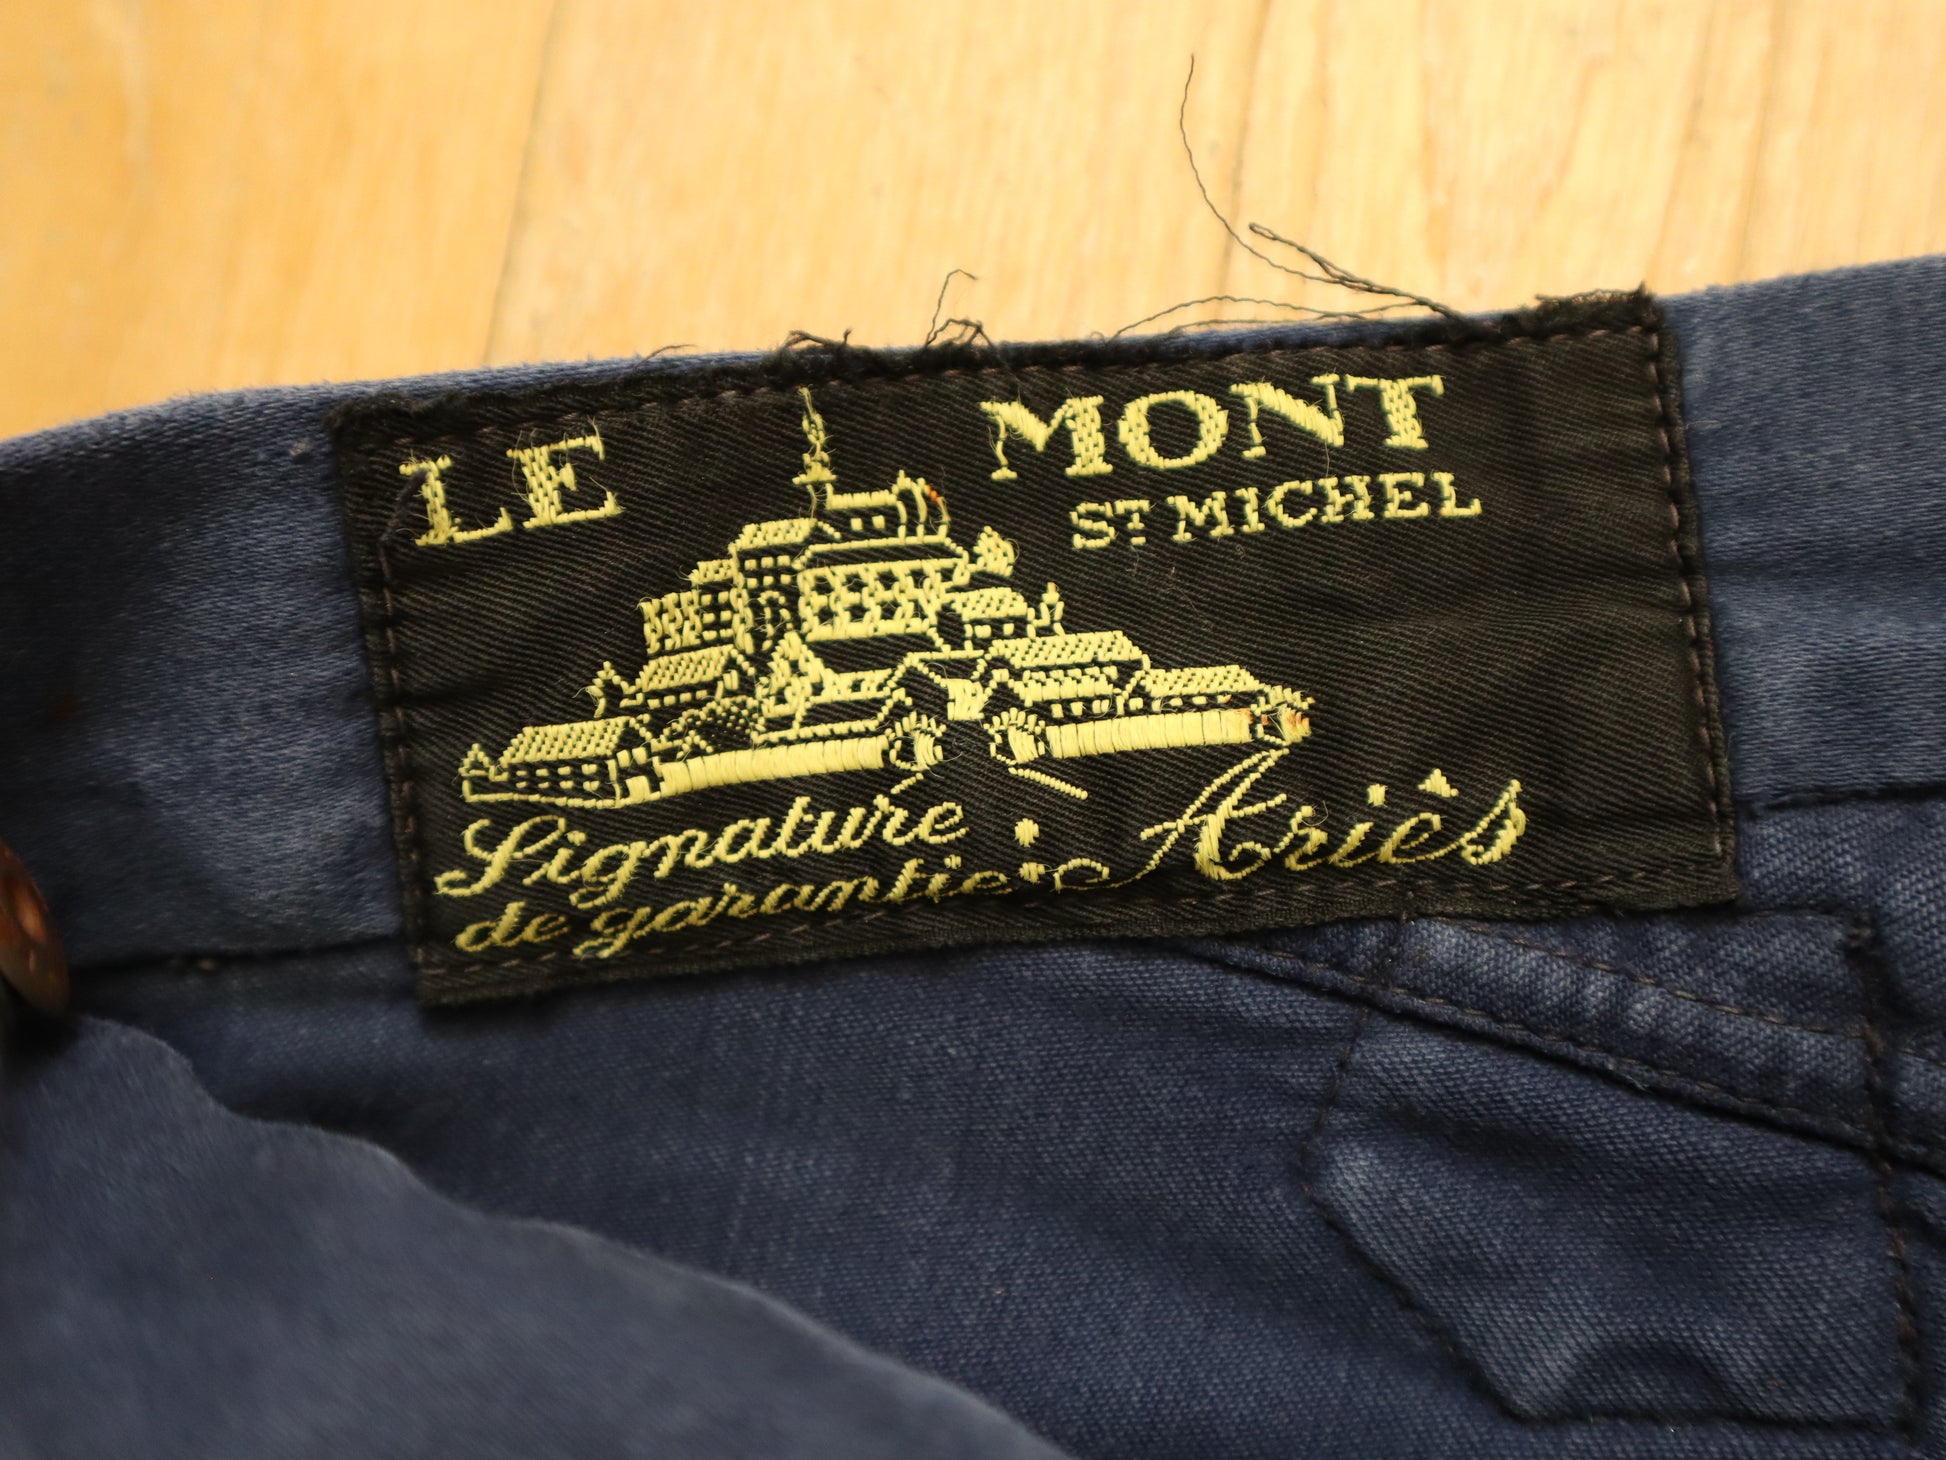 LE MONT
ST MICHEL
Signature : Ariès
de garantie